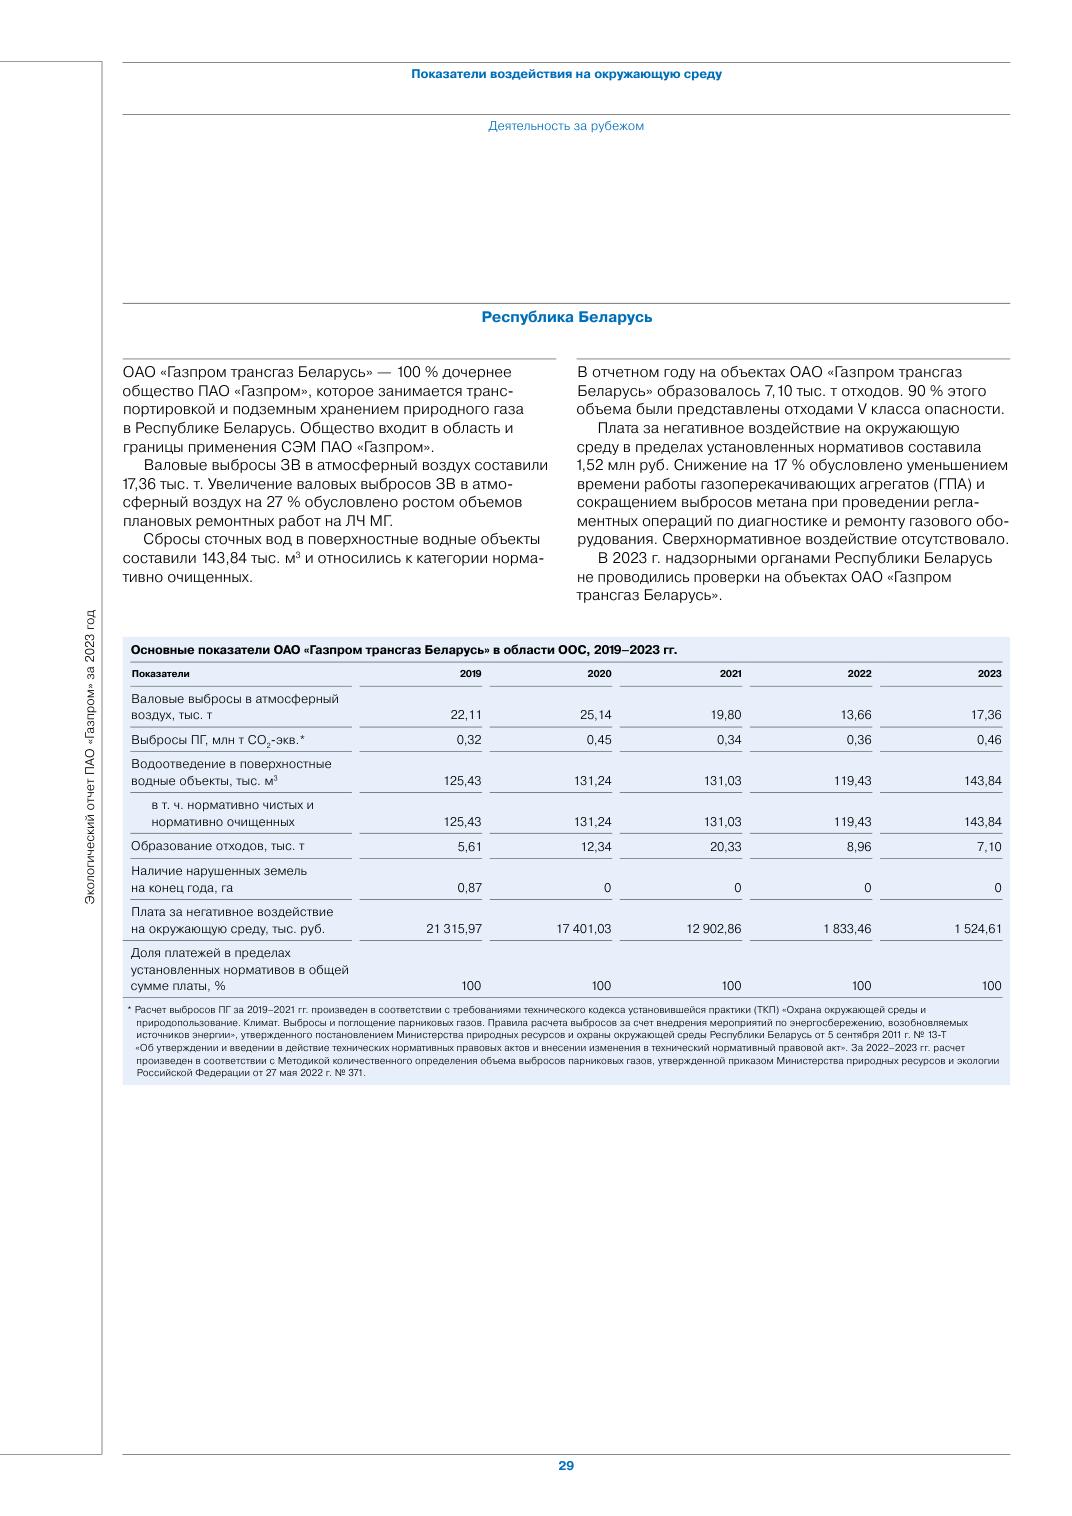 Показатели воздействия на окружающую среду
Деятельность за рубежом
Республика Беларусь
ОАО «Газпром трансгаз Беларусь» — 100 % дочернее
общество ПАО «Газпром», которое занимается транс-
портировкой и подземным хранением природного газа
в Республике Беларусь. Общество входит в область и
границы применения СЭМ ПАО «Газпром».
Валовые выбросы ЗВ в атмосферный воздух составили
17,36 тыс. т. Увеличение валовых выбросов ЗВ в атмо-
сферный воздух на 27 % обусловлено ростом объемов
плановых ремонтных работ на ЛЧ МГ.
Сбросы сточных вод в поверхностные водные объекты
составили 143,84 тыс. м³ и относились к категории норма-
тивно очищенных.
В отчетном году на объектах ОАО «Газпром трансгаз
Беларусь» образовалось 7,10 тыс. т отходов. 90 % этого
объема были представлены отходами V класса опасности.
Плата за негативное воздействие на окружающую
среду в пределах установленных нормативов составила
1,52 млн руб. Снижение на 17 % обусловлено уменьшением
времени работы газоперекачивающих агрегатов (ГПА) и
сокращением выбросов метана при проведении регла-
ментных операций по диагностике и ремонту газового обо-
рудования. Сверхнормативное воздействие отсутствовало.
В 2023 г. надзорными органами Республики Беларусь
не проводились проверки на объектах ОАО «Газпром
трансгаз Беларусь».
Экологический отчет ПАО «Газпром» за 2023 год
Основные показатели ОАО «Газпром трансгаз Беларусь» в области ООС, 2019–2023 гг.
Показатели 2019 2020 2021 2022 2023
Валовые выбросы в атмосферный
воздух, тыс. т 22,11 25,14 19,80 13,66 17,36
Выбросы ПГ, млн т CO₂-экв.* 0,32 0,45 0,34 0,36 0,46
Водоотведение в поверхностные
водные объекты, тыс. м³ 125,43 131,24 131,03 119,43 143,84
в т. ч. нормативно чистых и
нормативно очищенных 125,43 131,24 131,03 119,43 143,84
Образование отходов, тыс. т 5,61 12,34 20,33 8,96 7,10
Наличие нарушенных земель
на конец года, га 0,87 0 0 0 0
Плата за негативное воздействие
на окружающую среду, тыс. руб. 21 315,97 17 401,03 12 902,86 1 833,46 1 524,61
Доля платежей в пределах
установленных нормативов в общей
сумме платы, % 100 100 100 100 100
* Расчет выбросов ПГ за 2019–2021 гг. произведен в соответствии с требованиями технического кодекса установившейся практики (ТКП) «Охрана окружающей среды и
природопользование. Климат. Выбросы и поглощение парниковых газов. Правила расчета выбросов за счет внедрения мероприятий по энергосбережению, возобновляемых
источников энергии», утвержденного постановлением Министерства природных ресурсов и охраны окружающей среды Республики Беларусь от 5 сентября 2011 г. № 13-Т
«Об утверждении и введении в действие технических нормативных правовых актов и внесении изменения в технический нормативный правовой акт». За 2022–2023 гг. расчет
произведен в соответствии с Методикой количественного определения объема выбросов парниковых газов, утвержденной приказом Министерства природных ресурсов и экологии
Российской Федерации от 27 мая 2022 г. № 371.
29